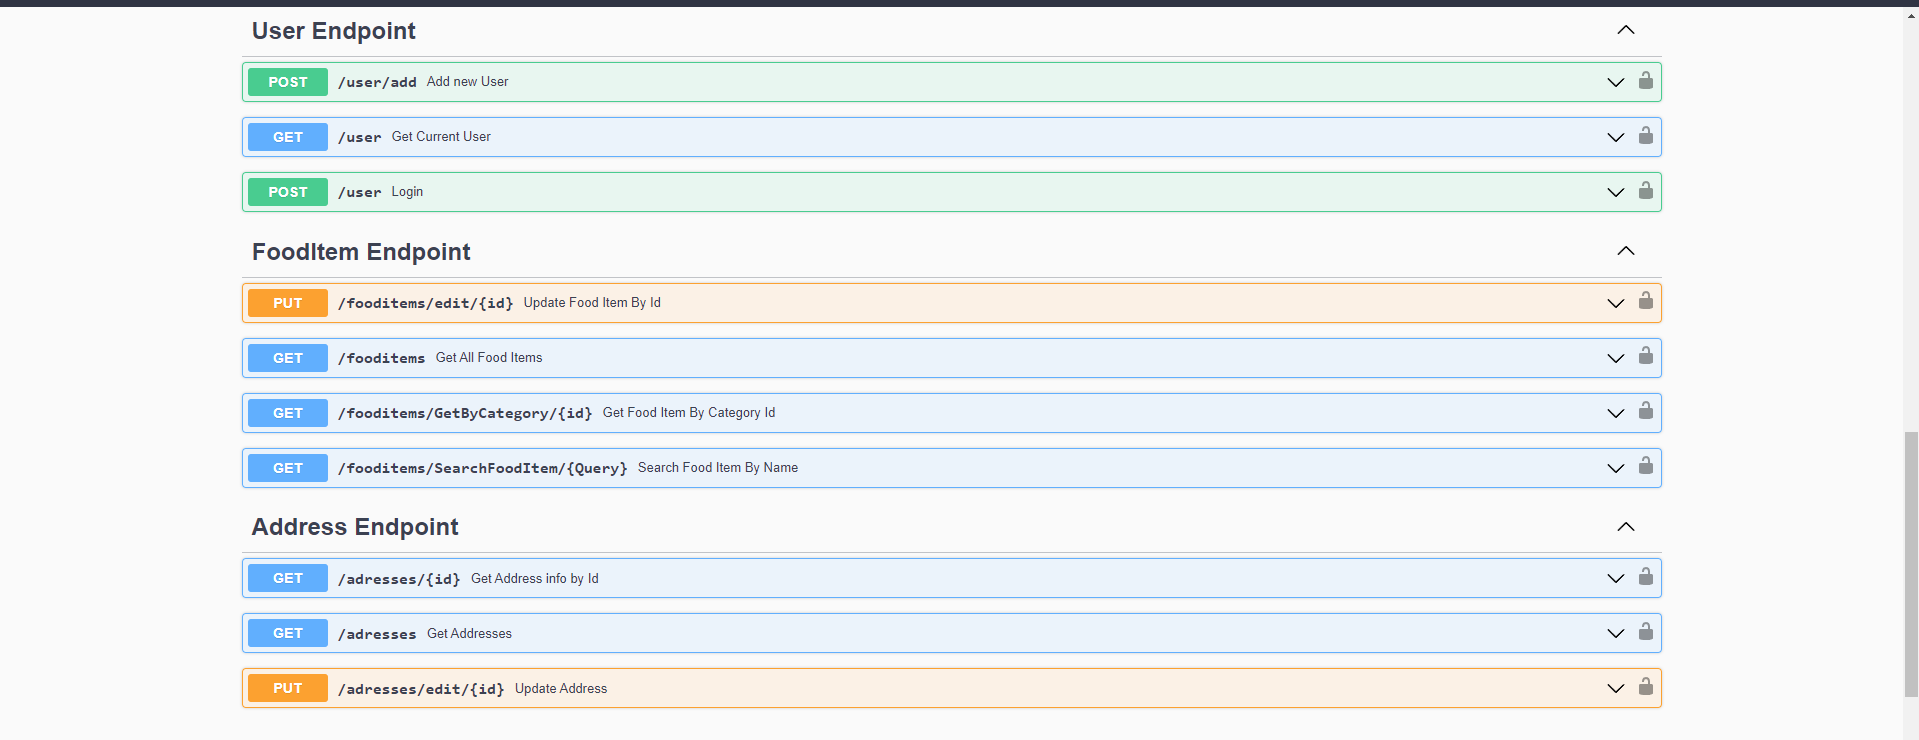 User Endpoint
POST /user/add Add new User
GET /user Get Current User
POST /user Login
FoodItem Endpoint
PUT /fooditems/edit/{id} Update Food Item By Id
GET /fooditems Get All Food Items
GET /fooditems/GetByCategory/{id} Get Food Item By Category Id
GET /fooditems/SearchFoodItem/{Query} Search Food Item By Name
Address Endpoint
GET /adresses/{id} Get Address info by Id
GET /adresses Get Addresses
PUT /adresses/edit/{id} Update Address